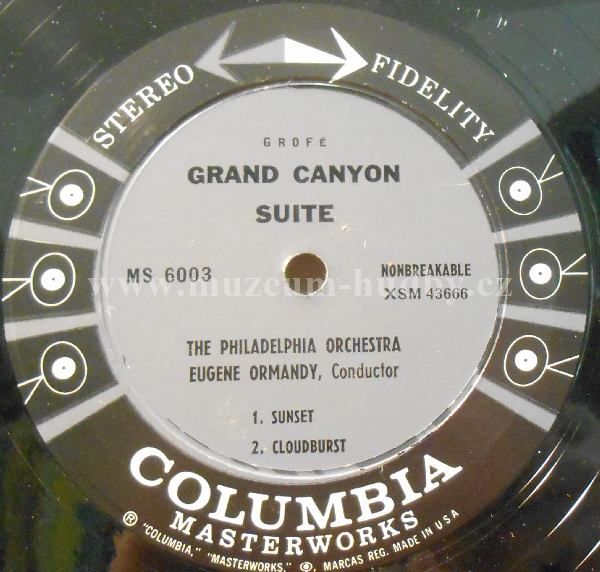 STEREO FIDELITY
GROFÉ
GRAND CANYON
SUITE
MS 6003
NONBREAKABLE
XSM 43666
www.muzeum-hudby.cz
THE PHILADELPHIA ORCHESTRA
EUGENE ORMANDY, Conductor
1. SUNSET
2. CLOUDBURST
COLUMBIA
MASTERWORKS
® "COLUMBIA," "MASTERWORKS," Ⓟ, MARCAS REG. MADE IN U.S.A